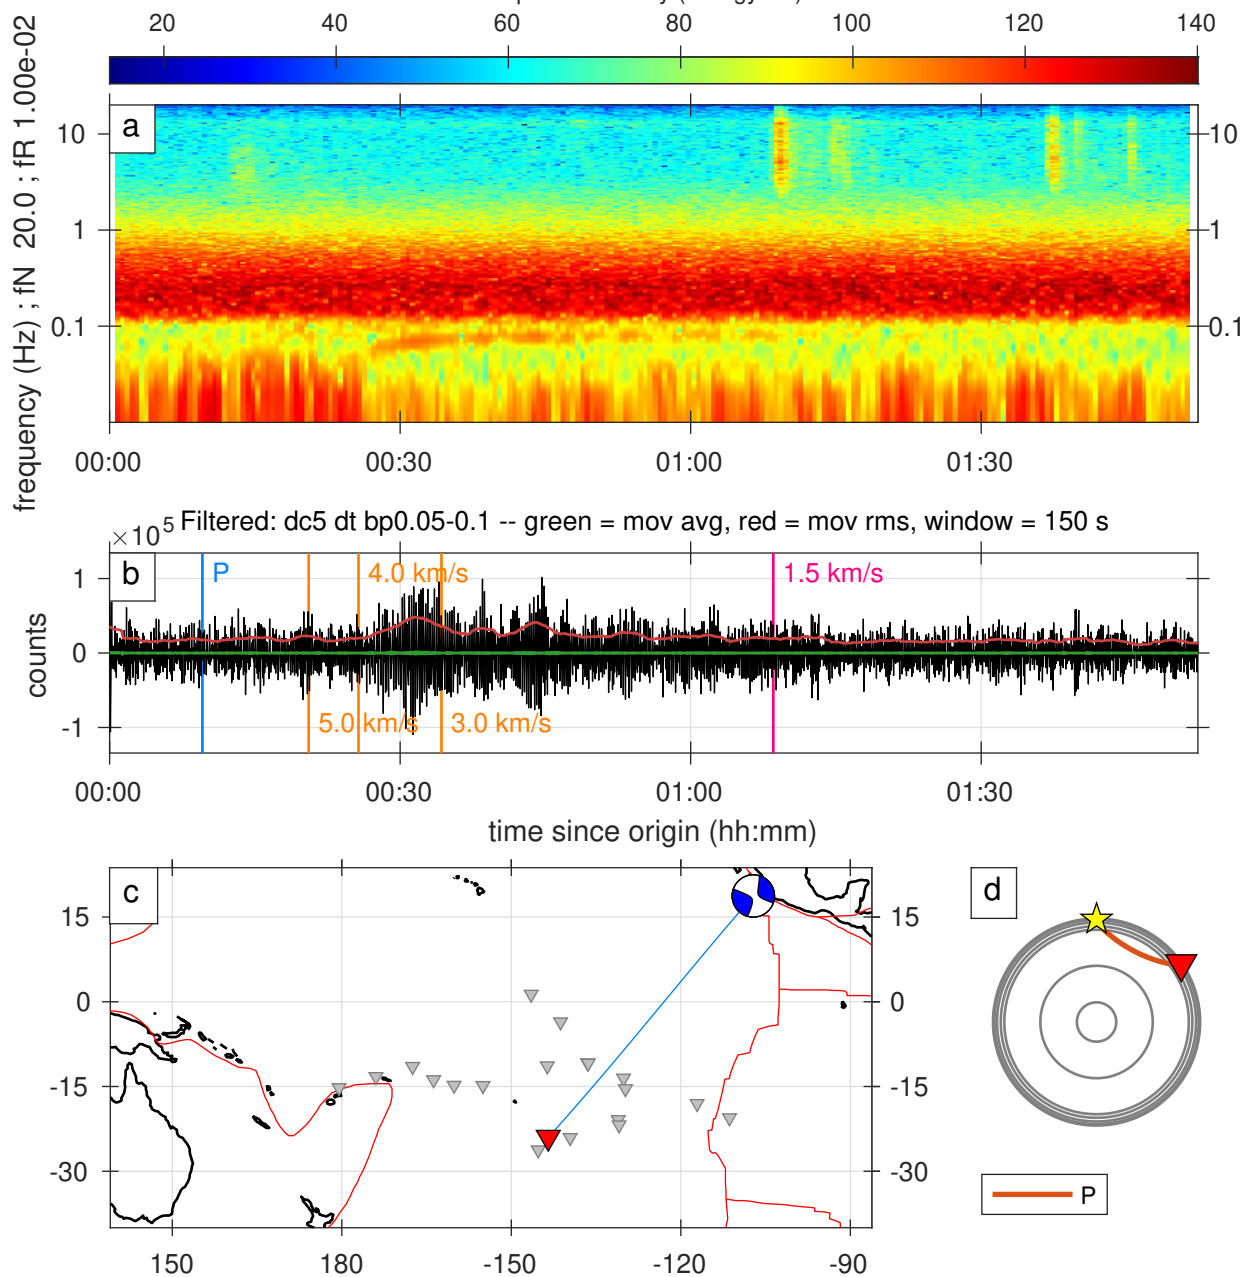 20 40 60 80 100 120 140
frequency (Hz) ; fN 20.0 ; fR 1.00e-02
a
10 10
1 1
0.1 0.1
00:00 00:30 01:00 01:30
×10^5 Filtered: dc5 dt bp0.05-0.1 -- green = mov avg, red = mov rms, window = 150 s
b
P
4.0 km/s
1.5 km/s
5.0 km/s
3.0 km/s
counts
1
0
-1
00:00 00:30 01:00 01:30
time since origin (hh:mm)
c
15 15
0 0
-15 -15
-30 -30
150 180 -150 -120 -90
d
P